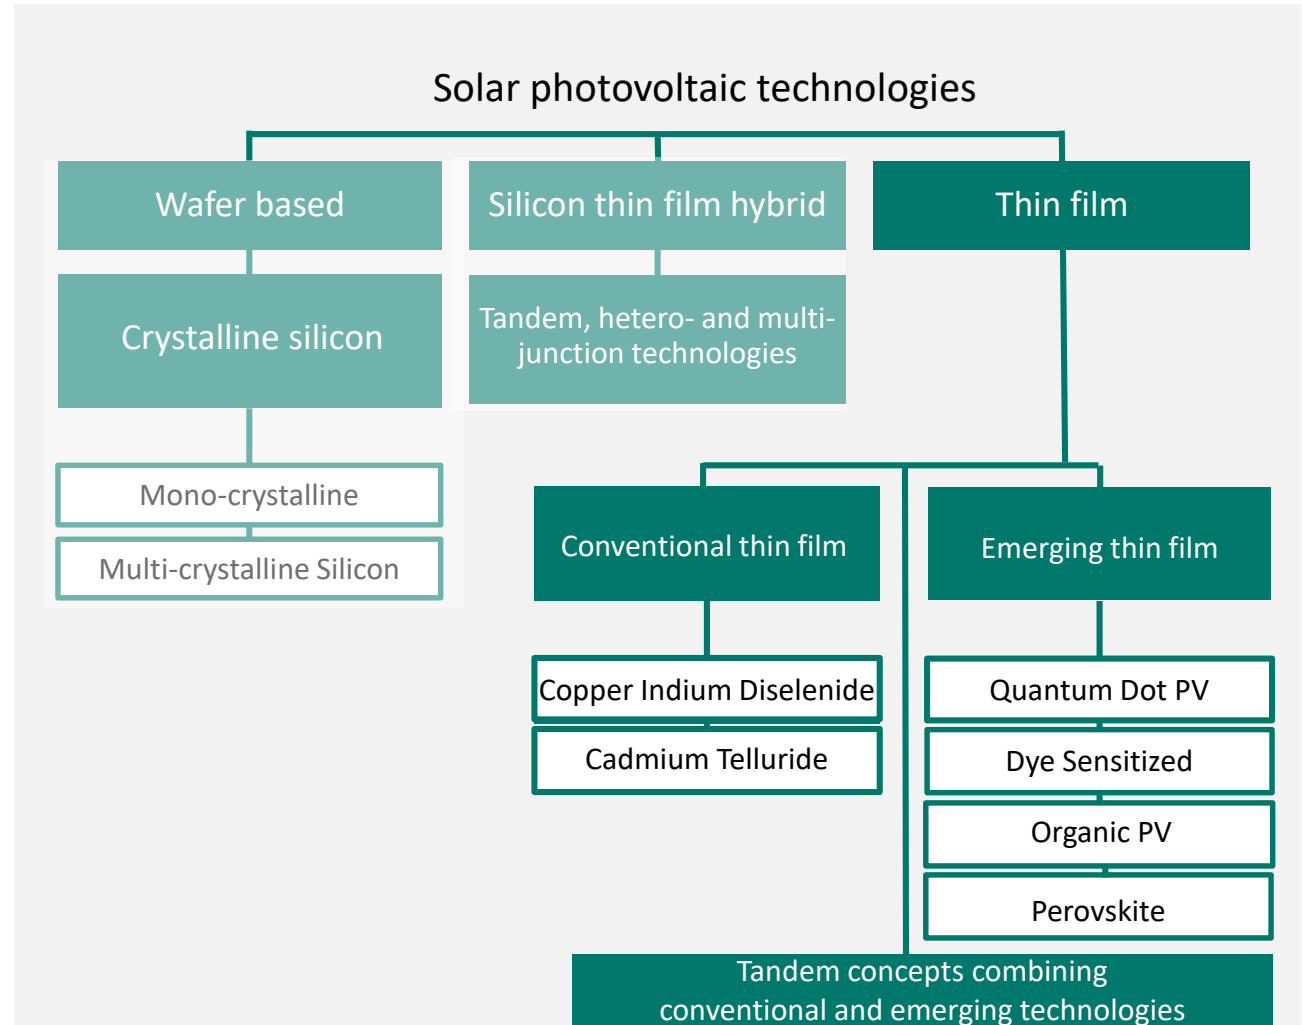 Solar photovoltaic technologies
Wafer based
Silicon thin film hybrid
Thin film
Crystalline silicon
Tandem, hetero- and multi-
junction technologies
Mono-crystalline
Multi-crystalline Silicon
Conventional thin film
Emerging thin film
Copper Indium Diselenide
Cadmium Telluride
Quantum Dot PV
Dye Sensitized
Organic PV
Perovskite
Tandem concepts combining
conventional and emerging technologies